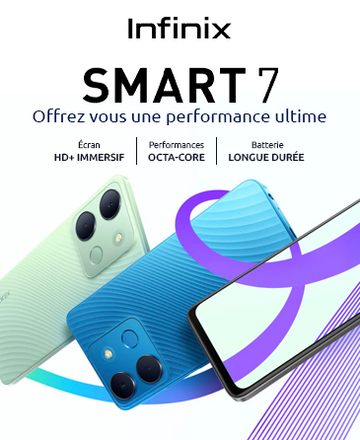 Infinix
SMART 7
Offrez vous une performance ultime
Écran
HD+ IMMERSIF
Performances
OCTA-CORE
Batterie
LONGUE DURÉE